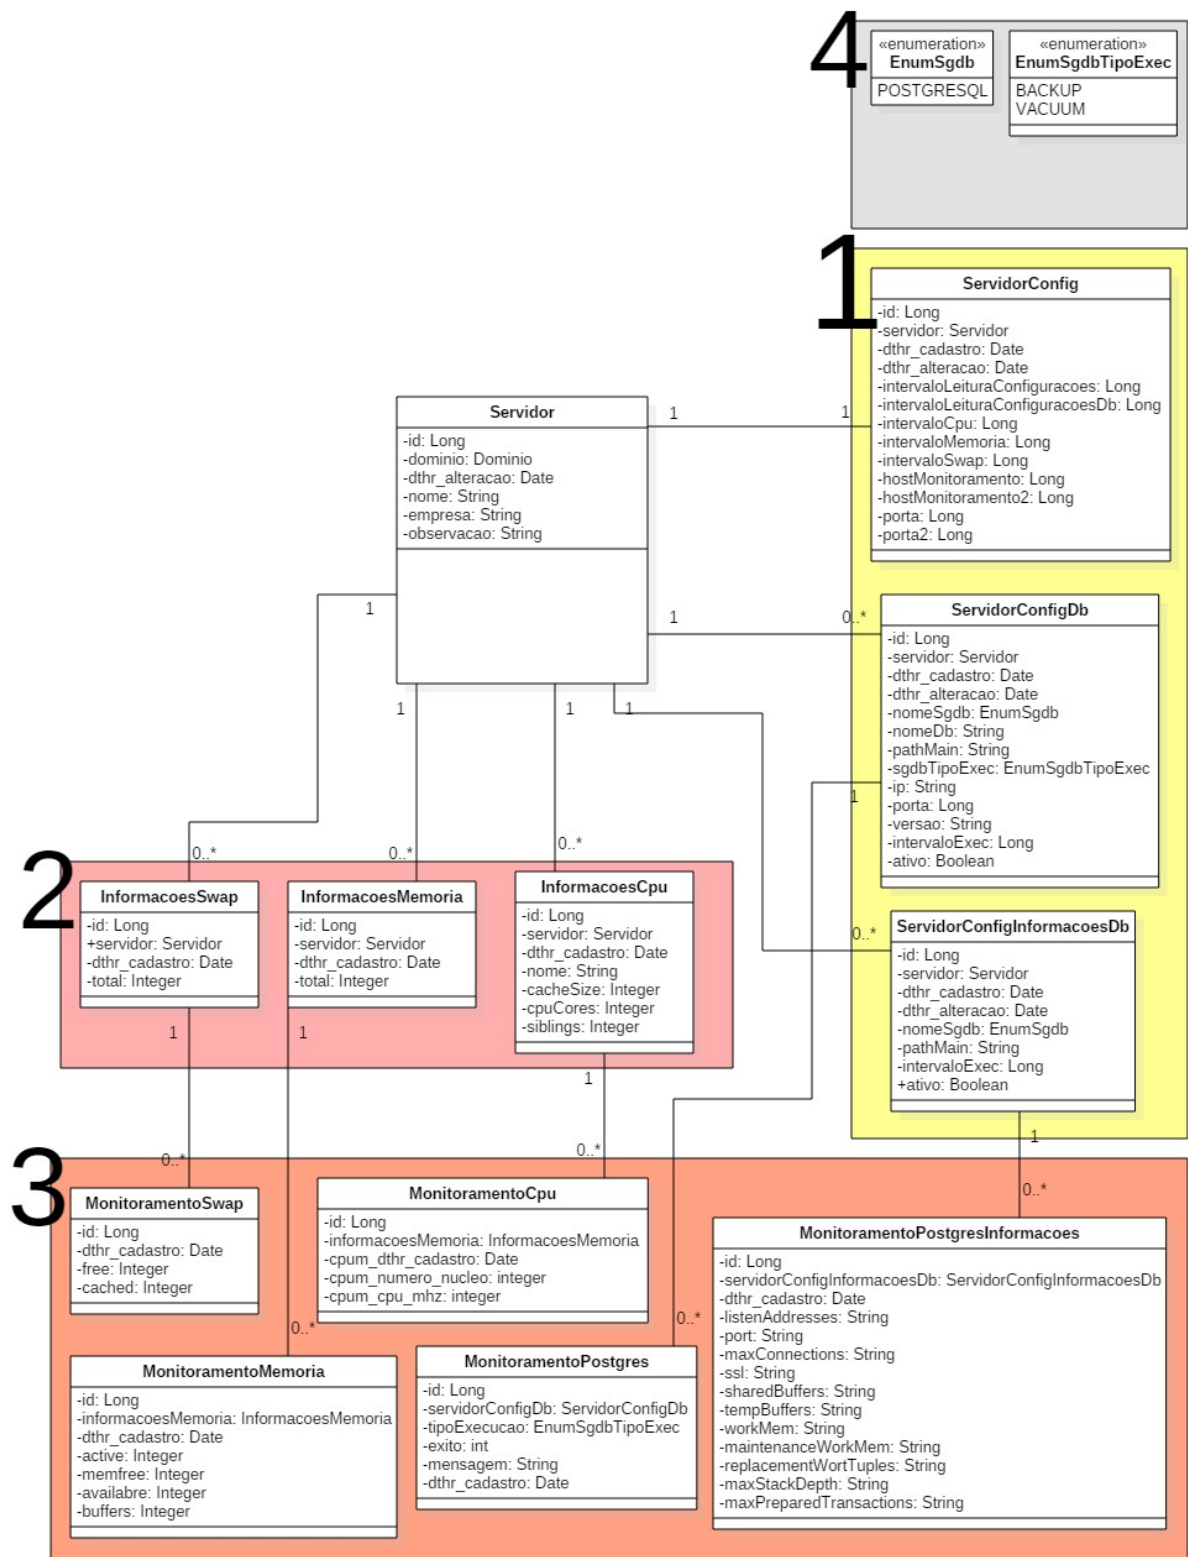 4
«enumeration»
EnumSgdb
POSTGRESQL
«enumeration»
EnumSgdbTipoExec
BACKUP
VACUUM
1
ServidorConfig
-id: Long
-servidor: Servidor
-dthr_cadastro: Date
-dthr_alteracao: Date
-intervaloLeituraConfiguracoes: Long
-intervaloLeituraConfiguracoesDb: Long
-intervaloCpu: Long
-intervaloMemoria: Long
-intervaloSwap: Long
-hostMonitoramento: Long
-hostMonitoramento2: Long
-porta: Long
-porta2: Long
Servidor
-id: Long
-dominio: Dominio
-dthr_alteracao: Date
-nome: String
-empresa: String
-observacao: String
1
1
1
0..*
1
1
1
1
ServidorConfigDb
-id: Long
-servidor: Servidor
-dthr_cadastro: Date
-dthr_alteracao: Date
-nomeSgdb: EnumSgdb
-nomeDb: String
-pathMain: String
-sgdbTipoExec: EnumSgdbTipoExec
-ip: String
-porta: Long
-versao: String
-intervaloExec: Long
-ativo: Boolean
1
2
0..*
0..*
0..*
0..*
InformacoesSwap
-id: Long
+servidor: Servidor
-dthr_cadastro: Date
-total: Integer
InformacoesMemoria
-id: Long
-servidor: Servidor
-dthr_cadastro: Date
-total: Integer
InformacoesCpu
-id: Long
-servidor: Servidor
-dthr_cadastro: Date
-nome: String
-cacheSize: Integer
-cpuCores: Integer
-siblings: Integer
ServidorConfigInformacoesDb
-id: Long
-servidor: Servidor
-dthr_cadastro: Date
-dthr_alteracao: Date
-nomeSgdb: EnumSgdb
-pathMain: String
-intervaloExec: Long
+ativo: Boolean
1
1
1
1
3
0..*
0..*
0..*
0..*
0..*
MonitoramentoSwap
-id: Long
-dthr_cadastro: Date
-free: Integer
-cached: Integer
MonitoramentoCpu
-id: Long
-informacoesMemoria: InformacoesMemoria
-cpum_dthr_cadastro: Date
-cpum_numero_nucleo: integer
-cpum_cpu_mhz: integer
MonitoramentoPostgresInformacoes
-id: Long
-servidorConfigInformacoesDb: ServidorConfigInformacoesDb
-dthr_cadastro: Date
-listenAddresses: String
-port: String
-maxConnections: String
-ssl: String
-sharedBuffers: String
-tempBuffers: String
-workMem: String
-maintenanceWorkMem: String
-replacementWortTuples: String
-maxStackDepth: String
-maxPreparedTransactions: String
MonitoramentoMemoria
-id: Long
-informacoesMemoria: InformacoesMemoria
-dthr_cadastro: Date
-active: Integer
-memfree: Integer
-availabre: Integer
-buffers: Integer
MonitoramentoPostgres
-id: Long
-servidorConfigDb: ServidorConfigDb
-tipoExecucao: EnumSgdbTipoExec
-exito: int
-mensagem: String
-dthr_cadastro: Date